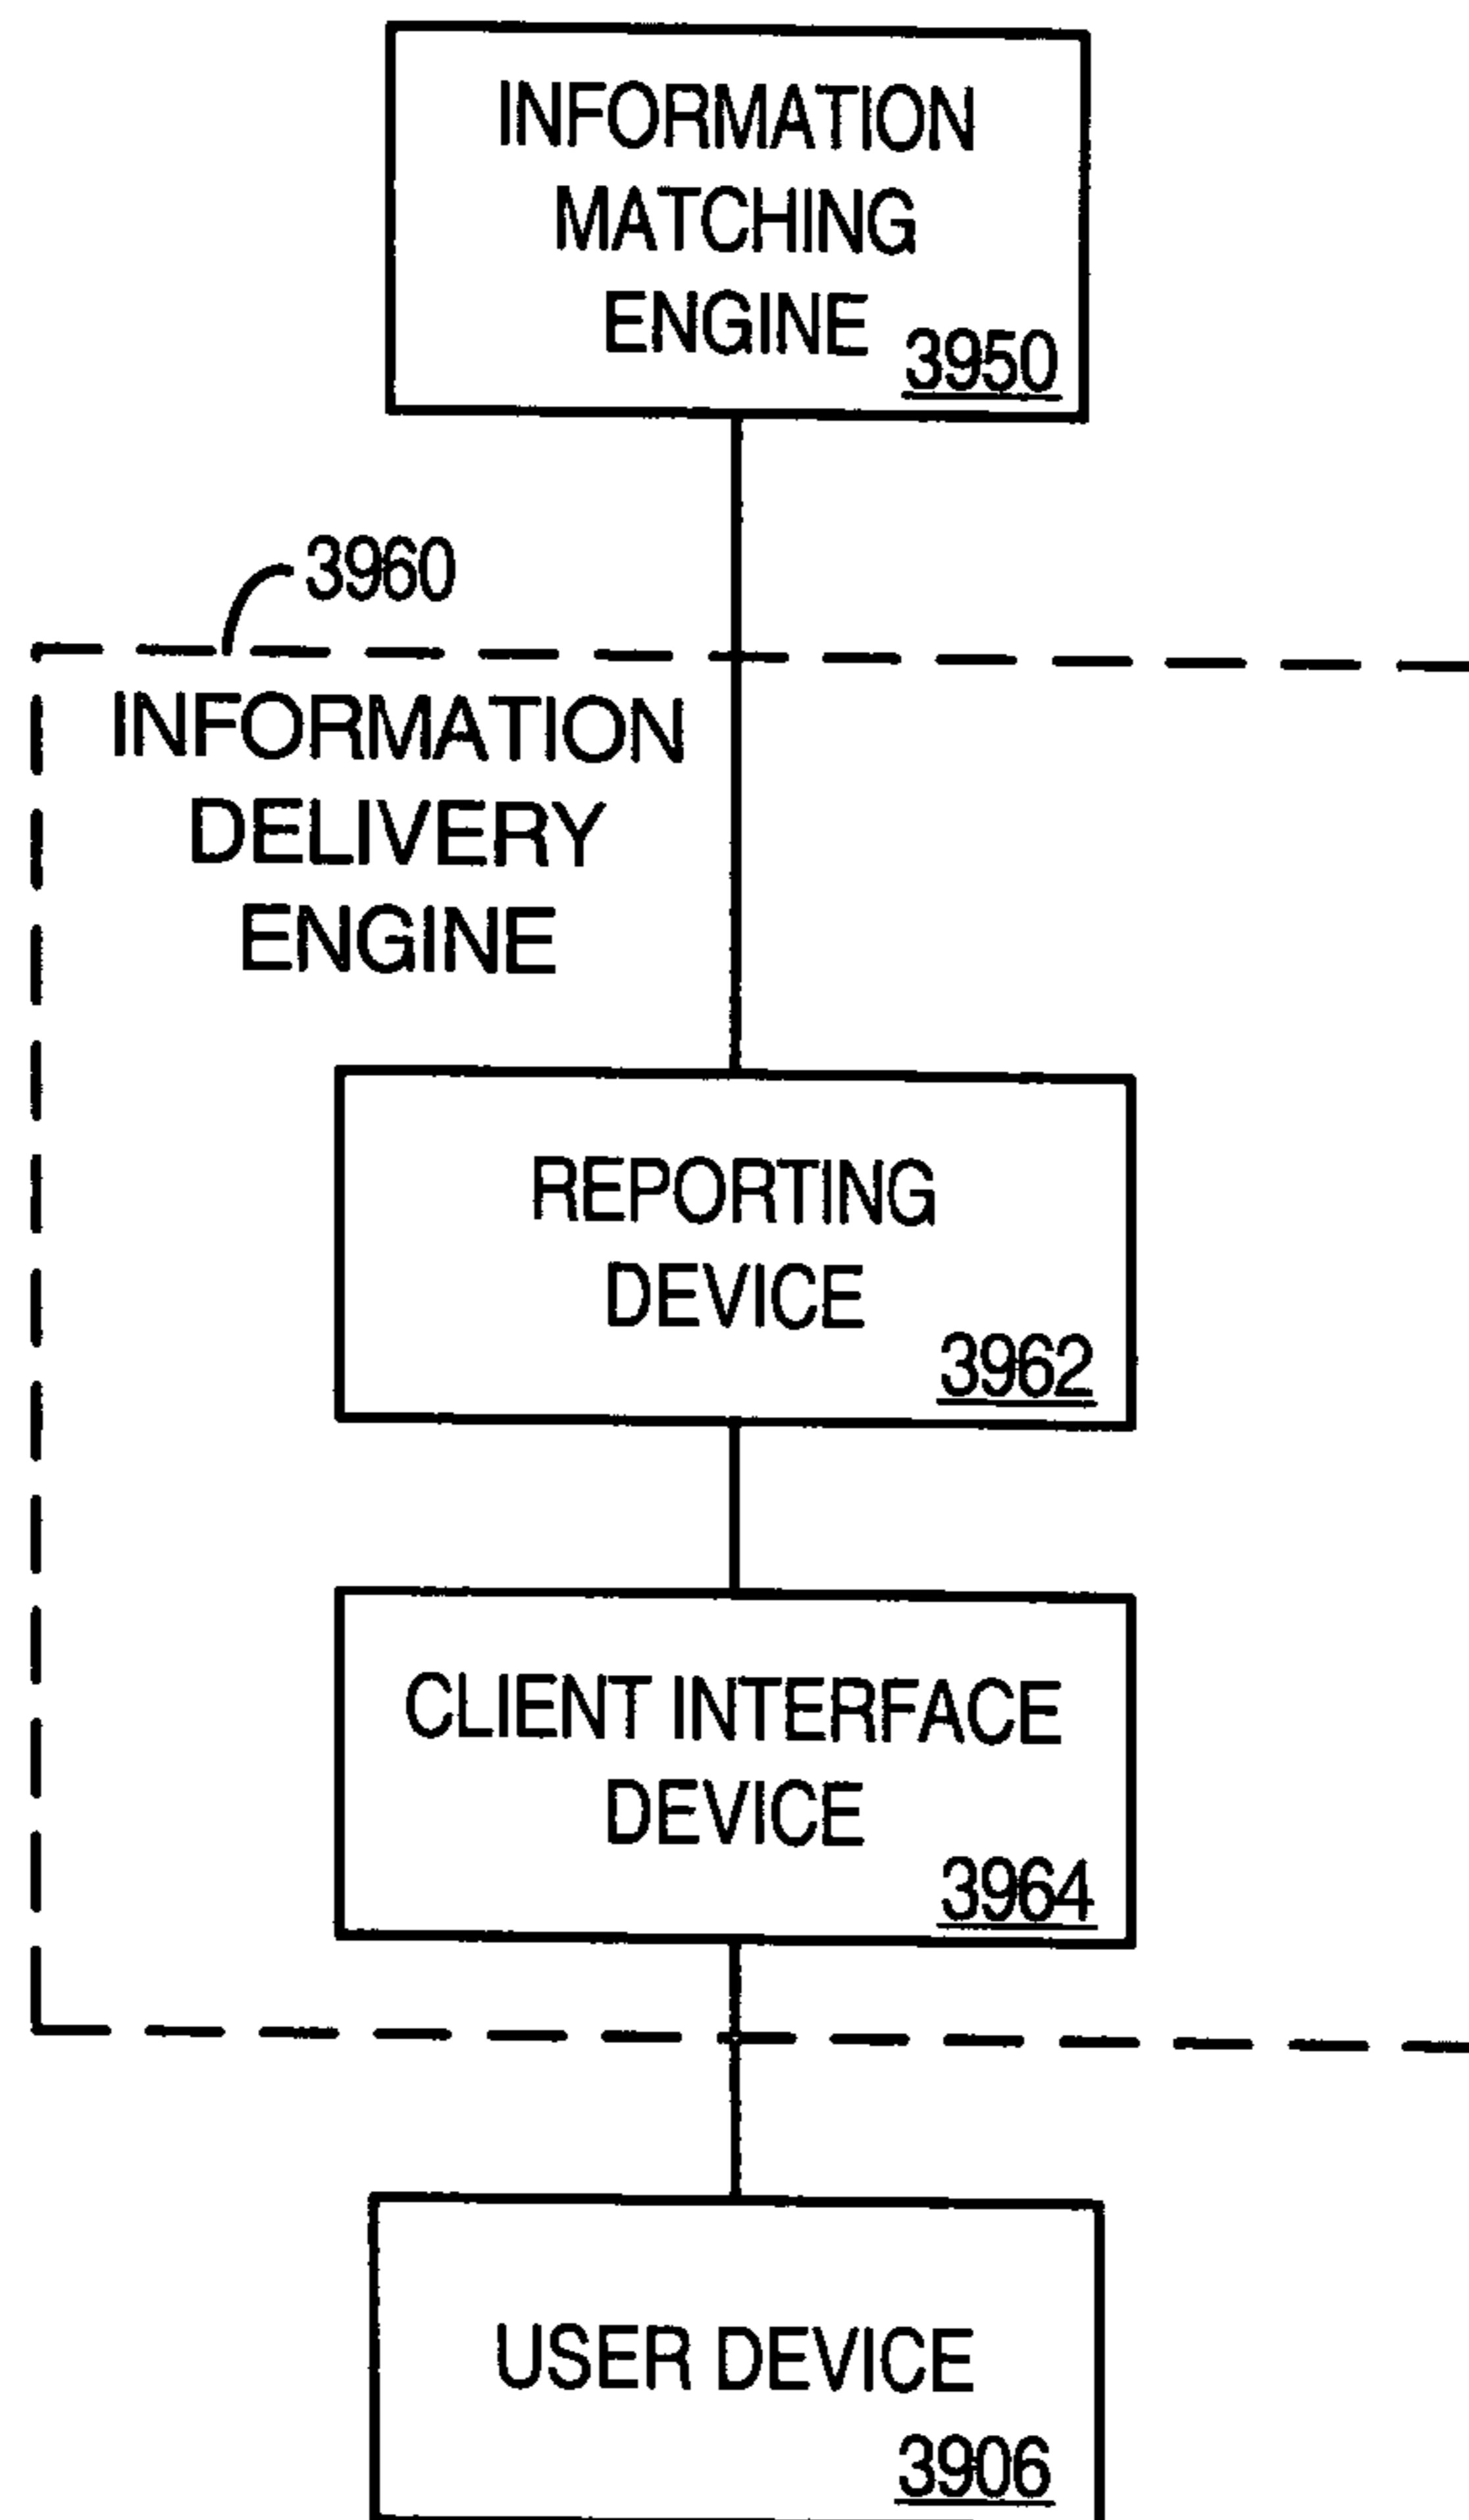 INFORMATION
MATCHING
ENGINE
3950
3960
INFORMATION
DELIVERY
ENGINE
REPORTING
DEVICE
3962
CLIENT INTERFACE
DEVICE
3964
USER DEVICE
3906